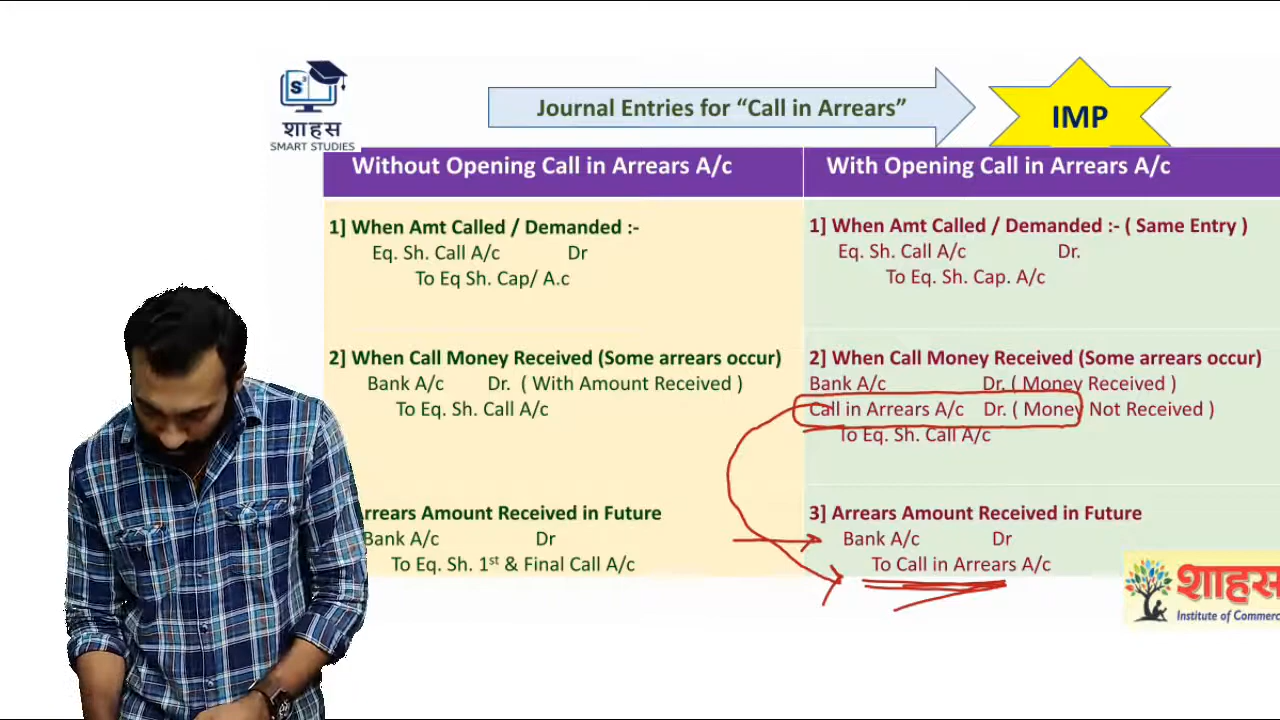 S
शाहस
SMART STUDIES
Journal Entries for “Call in Arrears”
IMP
Without Opening Call in Arrears A/c
1] When Amt Called / Demanded :-
Eq. Sh. Call A/c Dr
To Eq Sh. Cap/ A.c
2] When Call Money Received (Some arrears occur)
Bank A/c Dr. ( With Amount Received )
To Eq. Sh. Call A/c
Arrears Amount Received in Future
Bank A/c Dr
To Eq. Sh. 1st & Final Call A/c
With Opening Call in Arrears A/c
1] When Amt Called / Demanded :- ( Same Entry )
Eq. Sh. Call A/c Dr.
To Eq. Sh. Cap. A/c
2] When Call Money Received (Some arrears occur)
Bank A/c Dr. ( Money Received )
Call in Arrears A/c Dr. ( Money Not Received )
To Eq. Sh. Call A/c
3] Arrears Amount Received in Future
Bank A/c Dr
To Call in Arrears A/c
शाहस
Institute of Commerc